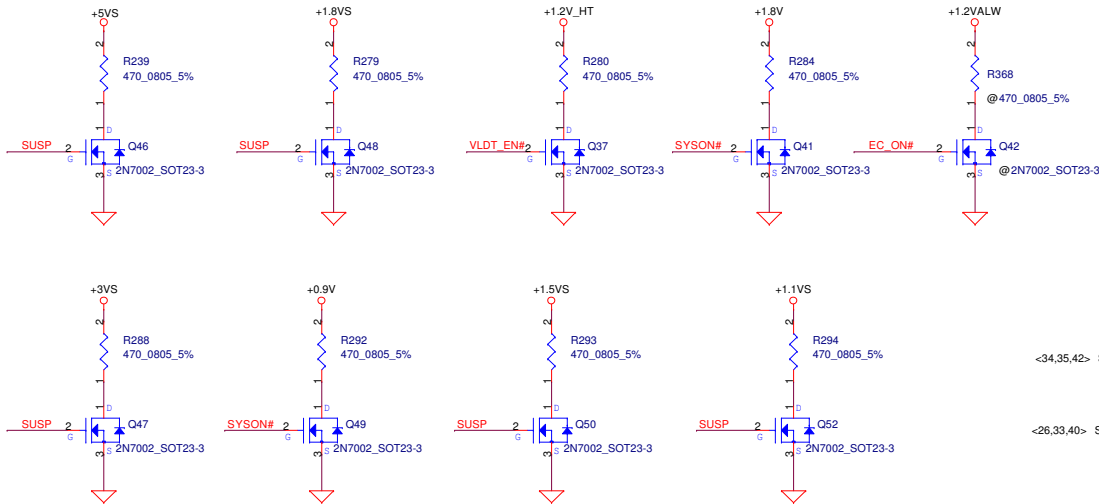 +5VS
2
R239
470_0805_5%
1
1
D
SUSP
2
G
Q46
2N7002_SOT23-3
S
3
+1.8VS
2
R279
470_0805_5%
1
1
D
SUSP
2
G
Q48
2N7002_SOT23-3
S
3
+1.2V_HT
2
R280
470_0805_5%
1
1
D
VLDT_EN#
2
G
Q37
2N7002_SOT23-3
S
3
+1.8V
2
R284
470_0805_5%
1
1
D
SYSON#
2
G
Q41
2N7002_SOT23-3
S
3
+1.2VALW
2
R368
@470_0805_5%
1
1
D
EC_ON#
2
G
Q42
@2N7002_SOT23-3
S
3
+3VS
2
R288
470_0805_5%
1
1
D
SUSP
2
G
Q47
2N7002_SOT23-3
S
3
+0.9V
2
R292
470_0805_5%
1
1
D
SYSON#
2
G
Q49
2N7002_SOT23-3
S
3
+1.5VS
2
R293
470_0805_5%
1
1
D
SUSP
2
G
Q50
2N7002_SOT23-3
S
3
+1.1VS
2
R294
470_0805_5%
1
1
D
SUSP
2
G
Q52
2N7002_SOT23-3
S
3
<34,35,42>
<26,33,40> S